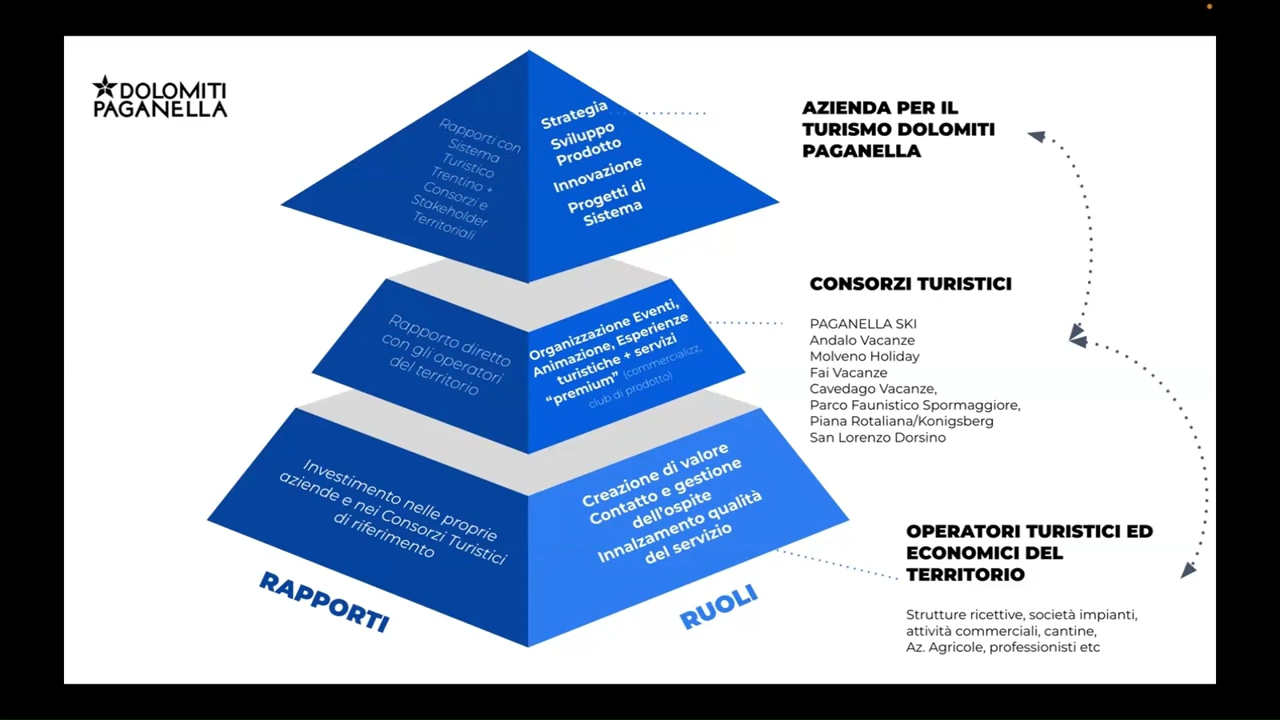 DOLOMITI
PAGANELLA
Rapporti con
Sistema
Turistico
Trentino +
Consorzi e
Stakeholder
Territoriali
Strategia
Sviluppo
Prodotto
Innovazione
Progetti di
Sistema
AZIENDA PER IL
TURISMO DOLOMITI
PAGANELLA
Rapporto diretto
con gli operatori
del territorio
Organizzazione Eventi,
Animazione, Esperienze
turistiche + servizi
“premium” (commercializz,
club di prodotto)
CONSORZI TURISTICI
PAGANELLA SKI
Andalo Vacanze
Molveno Holiday
Fai Vacanze
Cavedago Vacanze,
Parco Faunistico Spormaggiore,
Piana Rotaliana/Konigsberg
San Lorenzo Dorsino
Investimento nelle proprie
aziende e nei Consorzi Turistici
di riferimento
Creazione di valore
Contatto e gestione
dell’ospite
Innalzamento qualità
del servizio
OPERATORI TURISTICI ED
ECONOMICI DEL
TERRITORIO
Strutture ricettive, società impianti,
attività commerciali, cantine,
Az. Agricole, professionisti etc
RAPPORTI
RUOLI